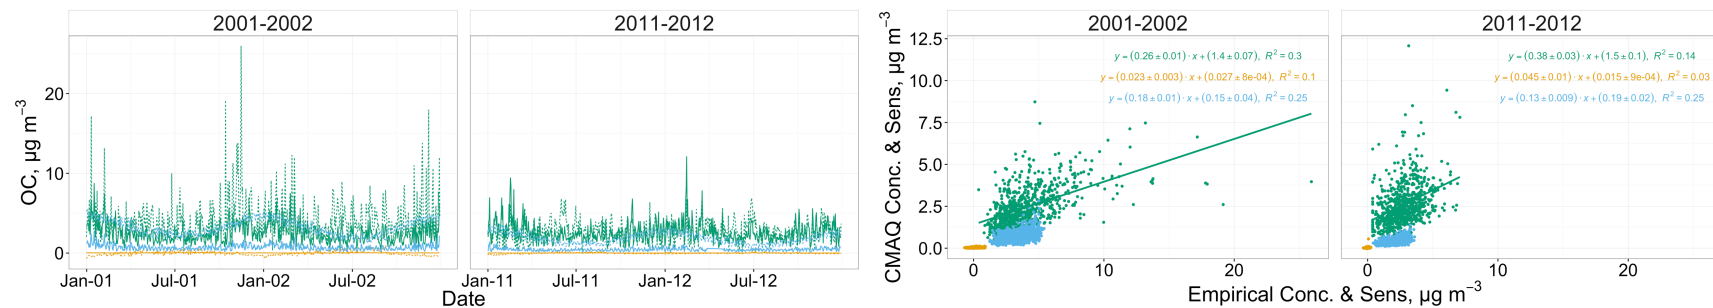 2001-2002
2011-2012
OC, µg m−3
20
10
0
Jan-01
Jul-01
Jan-02
Jul-02
Jan-11
Jul-11
Jan-12
Jul-12
Date
2001-2002
2011-2012
CMAQ Conc. & Sens, µg m−3
12.5
10.0
7.5
5.0
2.5
0.0
y = (0.26 ± 0.01) · x + (1.4 ± 0.07), R2 = 0.3
y = (0.023 ± 0.003) · x + (0.027 ± 8e-04), R2 = 0.1
y = (0.18 ± 0.01) · x + (0.15 ± 0.04), R2 = 0.25
y = (0.38 ± 0.03) · x + (1.5 ± 0.1), R2 = 0.14
y = (0.045 ± 0.01) · x + (0.015 ± 9e-04), R2 = 0.03
y = (0.13 ± 0.009) · x + (0.19 ± 0.02), R2 = 0.25
0
10
20
0
10
20
Empirical Conc. & Sens, µg m−3